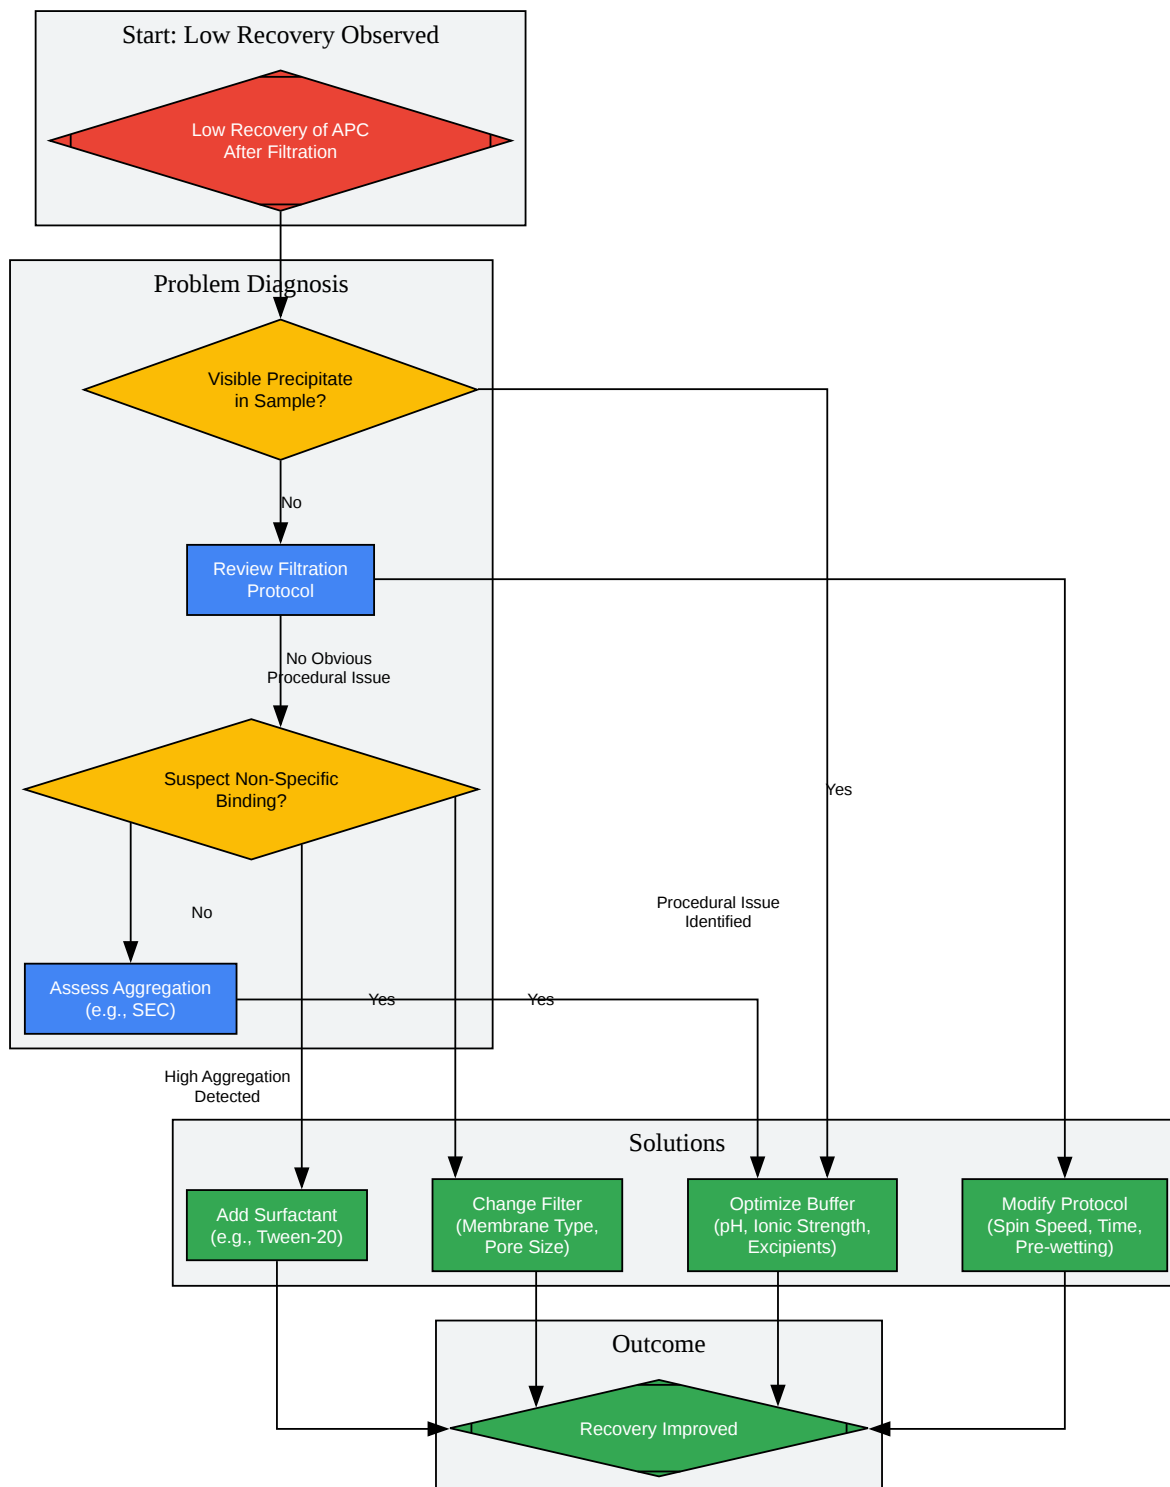 Start: Low Recovery Observed
Low Recovery of APC
After Filtration
Problem Diagnosis
Visible Precipitate
in Sample?
No
Review Filtration
Protocol
No Obvious
Procedural Issue
Suspect Non-Specific
Binding?
Yes
No
Procedural Issue
Identified
Assess Aggregation
(e.g., SEC)
Yes
Yes
High Aggregation
Detected
Solutions
Add Surfactant
(e.g., Tween-20)
Change Filter
(Membrane Type,
Pore Size)
Optimize Buffer
(pH, Ionic Strength,
Excipients)
Modify Protocol
(Spin Speed, Time,
Pre-wetting)
Outcome
Recovery Improved